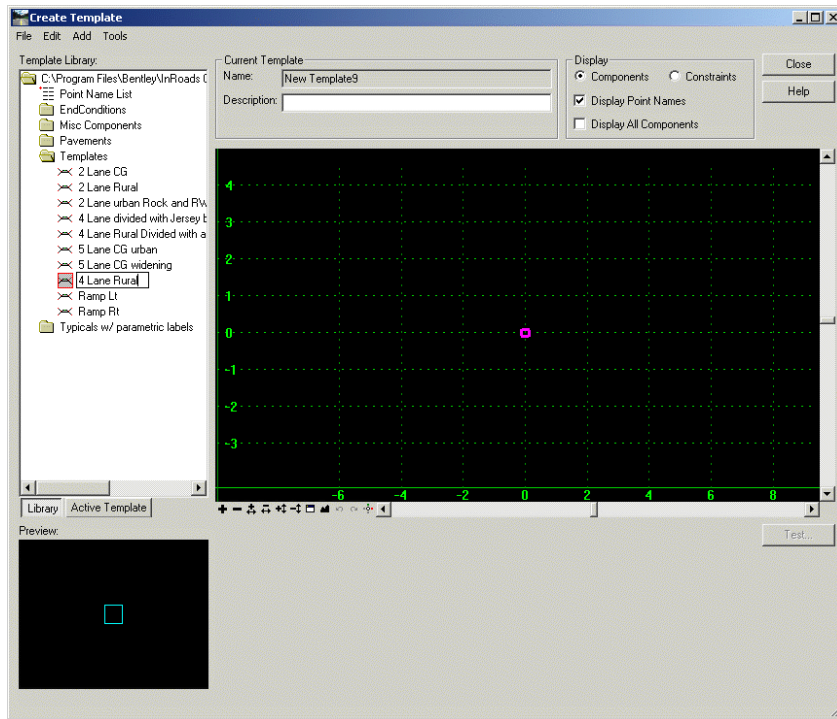 Create Template
File Edit Add Tools
Template Library:
C:\Program Files\Bentley\InRoads
Point Name List
EndConditions
Misc Components
Pavements
Templates
2 Lane CG
2 Lane Rural
2 Lane urban Rock and RW
4 Lane divided with Jersey
4 Lane Rural Divided with a
5 Lane CG urban
5 Lane CG widening
4 Lane Rural
Ramp Lt
Ramp Rt
Typicals w/ parametric labels
Library Active Template
Preview:
Current Template
Name: New Template9
Description:
Display
Components Constraints
Display Point Names
Display All Components
Close
Help
4
3
2
1
0
-1
-2
-3
-6 -4 -2 0 2 4 6 8
Test...